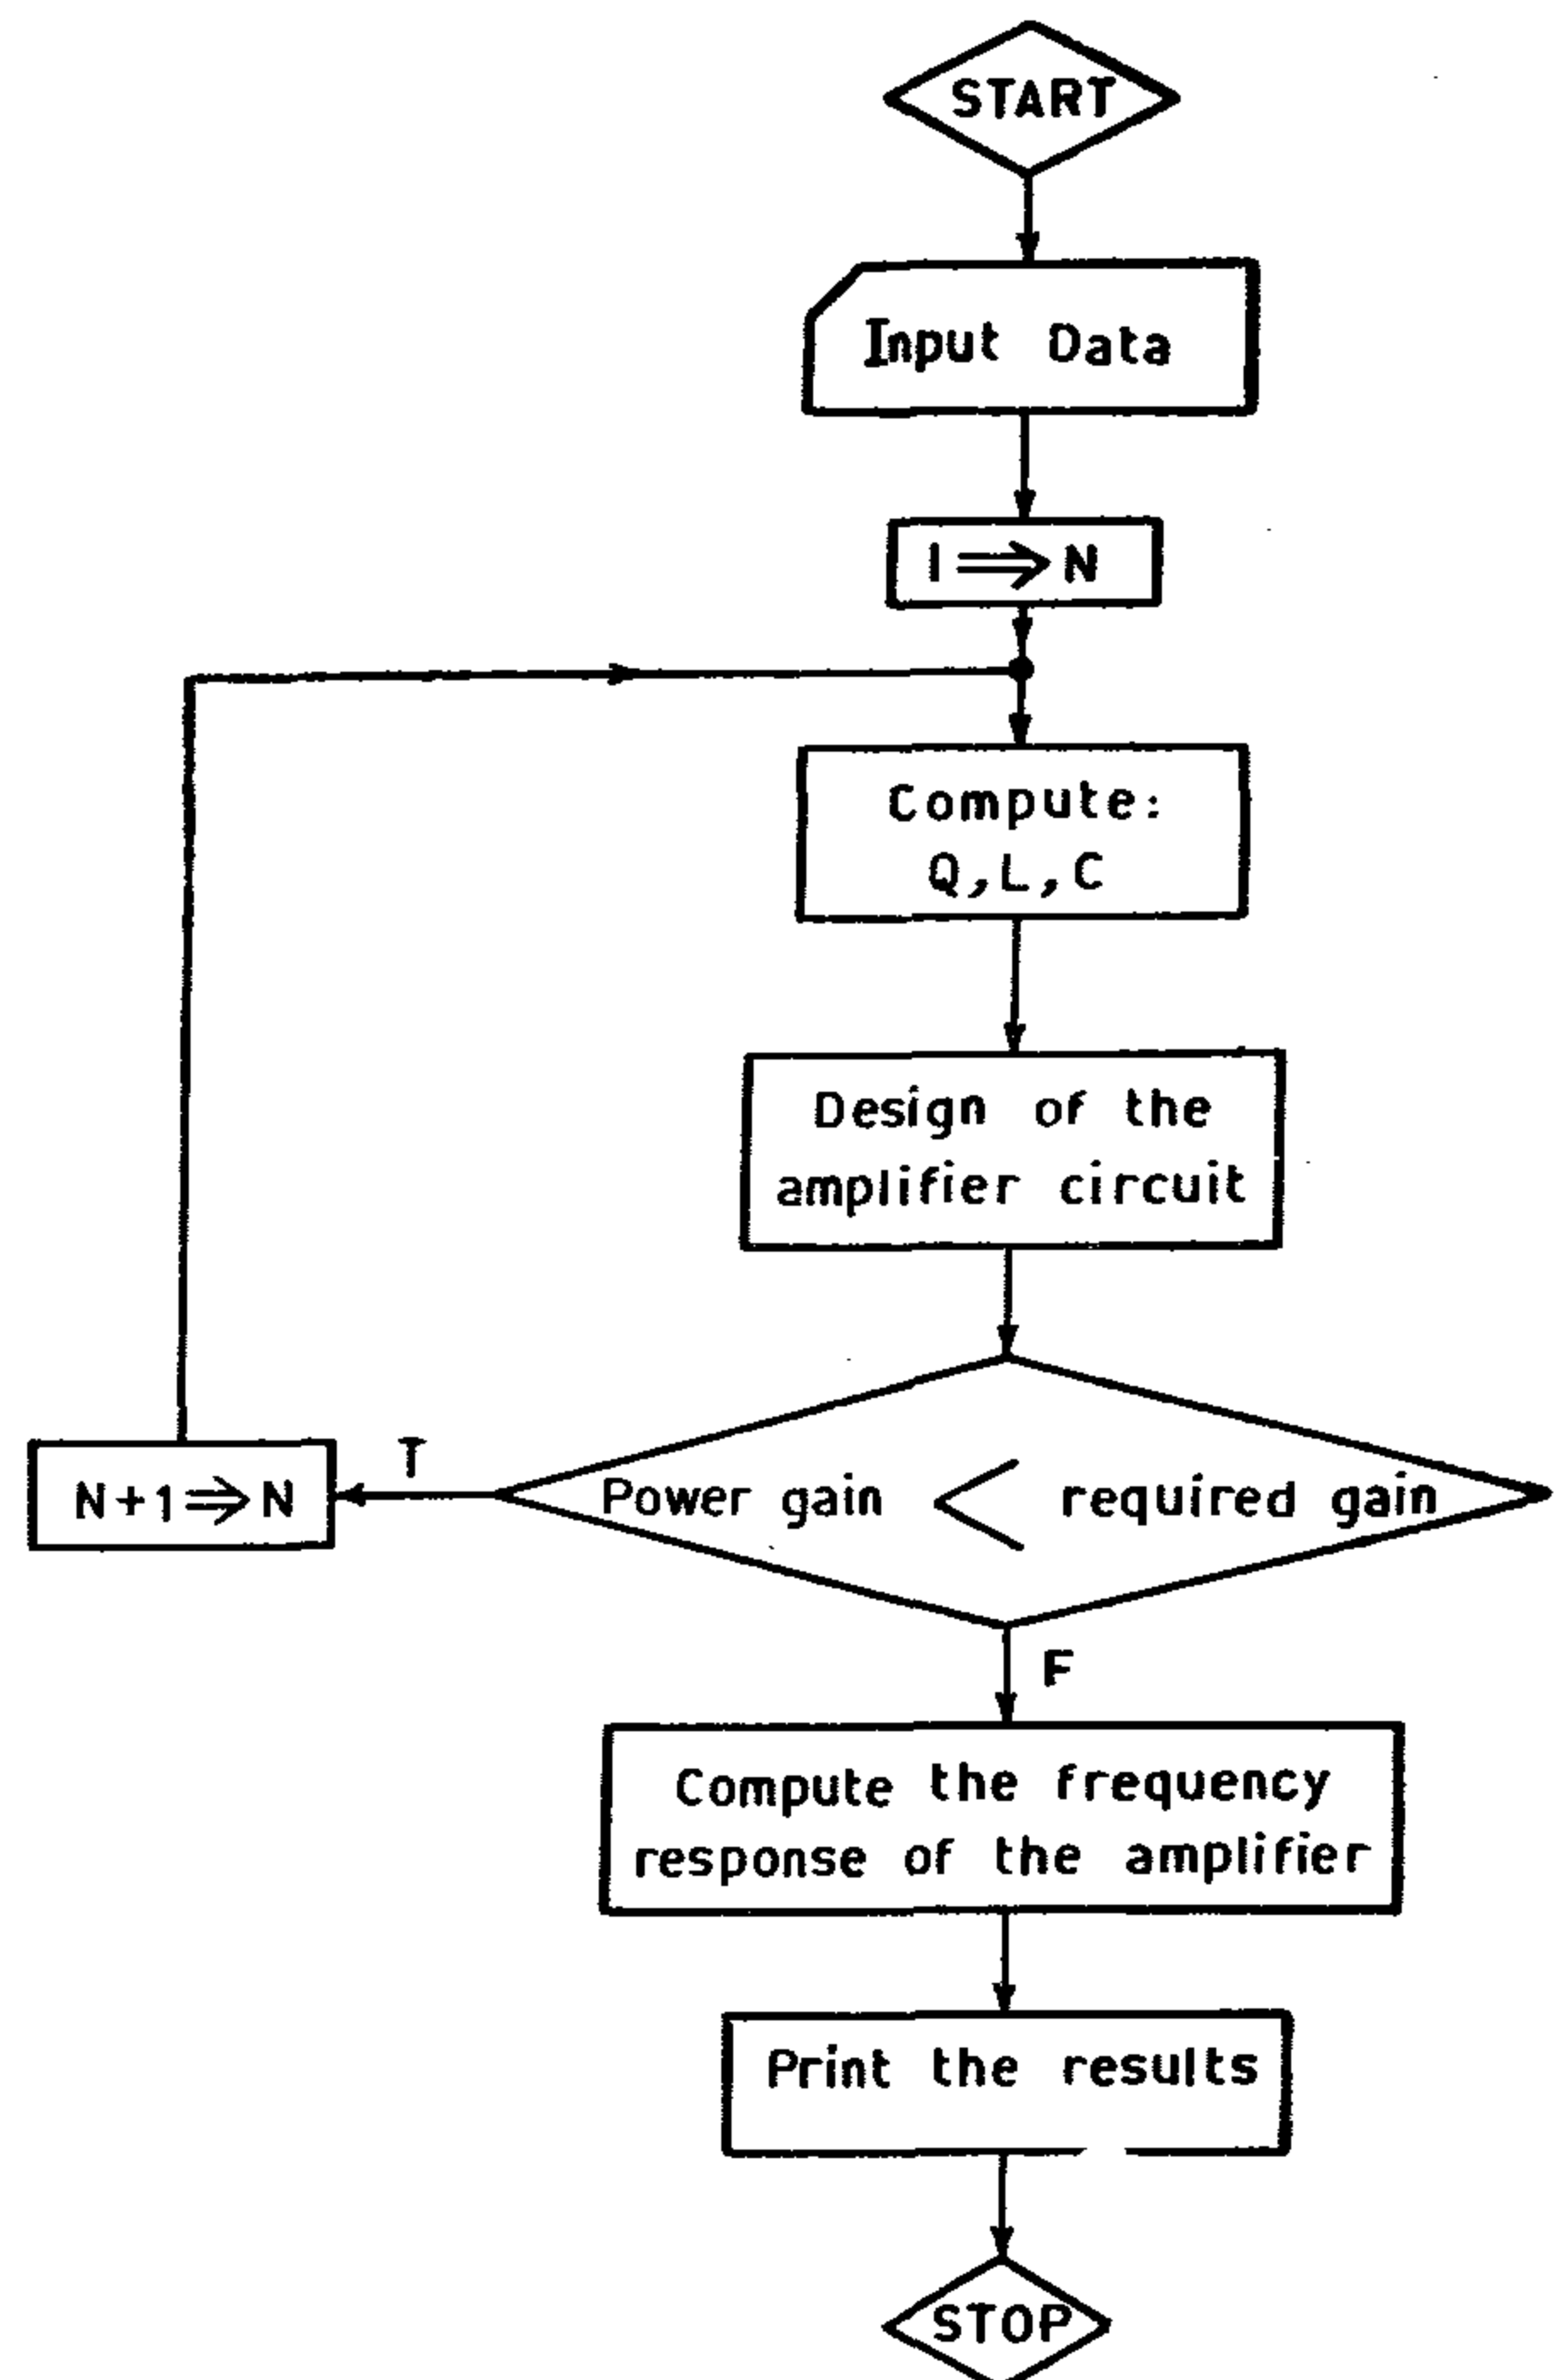 START
Input Data
1 ⇒ N
Compute:
Q, L, C
Design of the
amplifier circuit
Power gain < required gain
T
N+1 ⇒ N
F
Compute the frequency
response of the amplifier
Print the results
STOP